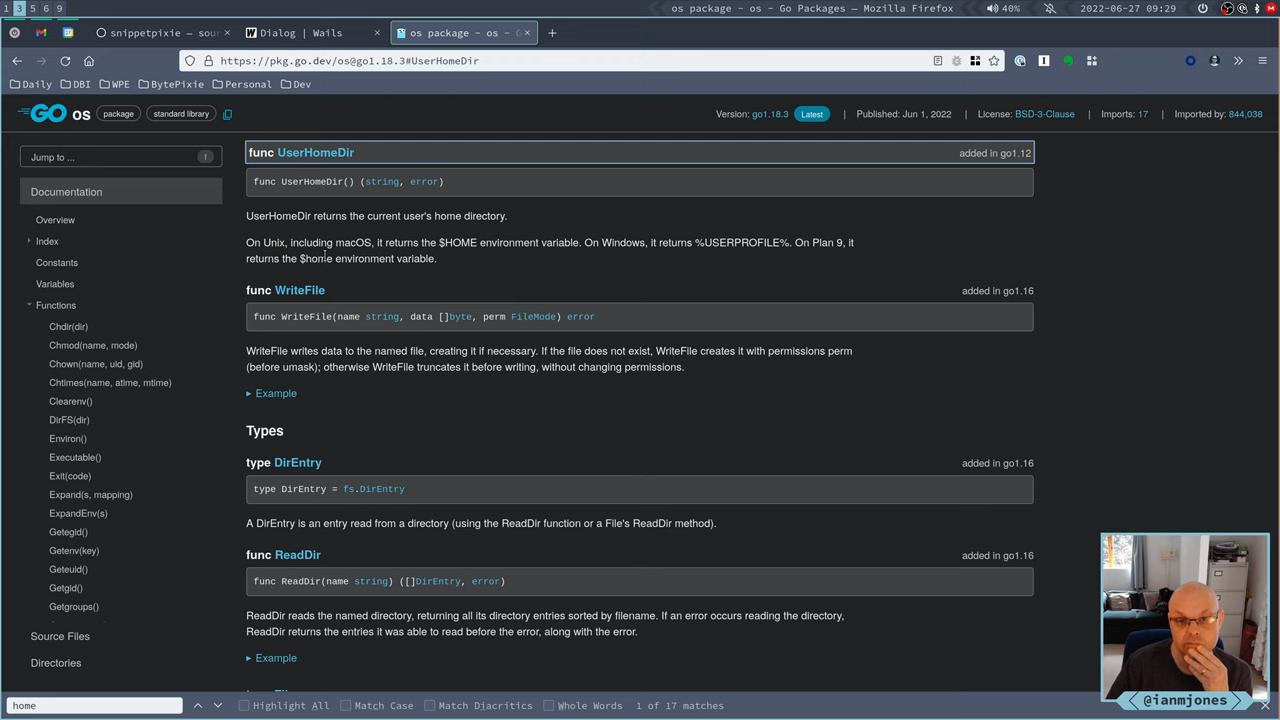 1 3 5 6 9 os package - os - Go Packages — Mozilla Firefox 40% 2022-06-27 09:29
snippetpixie — sour × Dialog | Wails × os package - os - G ×
https://pkg.go.dev/os@go1.18.3#UserHomeDir
Daily DBI WPE BytePixie Personal Dev
GO os package standard library Version: go1.18.3 Latest | Published: Jun 1, 2022 | License: BSD-3-Clause | Imports: 17 | Imported by: 844,038
Jump to ... f
Documentation
Overview
Index
Constants
Variables
Functions
Chdir(dir)
Chmod(name, mode)
Chown(name, uid, gid)
Chtimes(name, atime, mtime)
Clearenv()
DirFS(dir)
Environ()
Executable()
Exit(code)
Expand(s, mapping)
ExpandEnv(s)
Getegid()
Getenv(key)
Geteuid()
Getgid()
Getgroups()
Source Files
Directories
func UserHomeDir added in go1.12
func UserHomeDir() (string, error)
UserHomeDir returns the current user's home directory.
On Unix, including macOS, it returns the $HOME environment variable. On Windows, it returns %USERPROFILE%. On Plan 9, it
returns the $home environment variable.
func WriteFile added in go1.16
func WriteFile(name string, data []byte, perm FileMode) error
WriteFile writes data to the named file, creating it if necessary. If the file does not exist, WriteFile creates it with permissions perm
(before umask); otherwise WriteFile truncates it before writing, without changing permissions.
Example
Types
type DirEntry added in go1.16
type DirEntry = fs.DirEntry
A DirEntry is an entry read from a directory (using the ReadDir function or a File's ReadDir method).
func ReadDir added in go1.16
func ReadDir(name string) ([]DirEntry, error)
ReadDir reads the named directory, returning all its directory entries sorted by filename. If an error occurs reading the directory,
ReadDir returns the entries it was able to read before the error, along with the error.
Example
@ianmjones
home Highlight All Match Case Match Diacritics Whole Words 1 of 17 matches